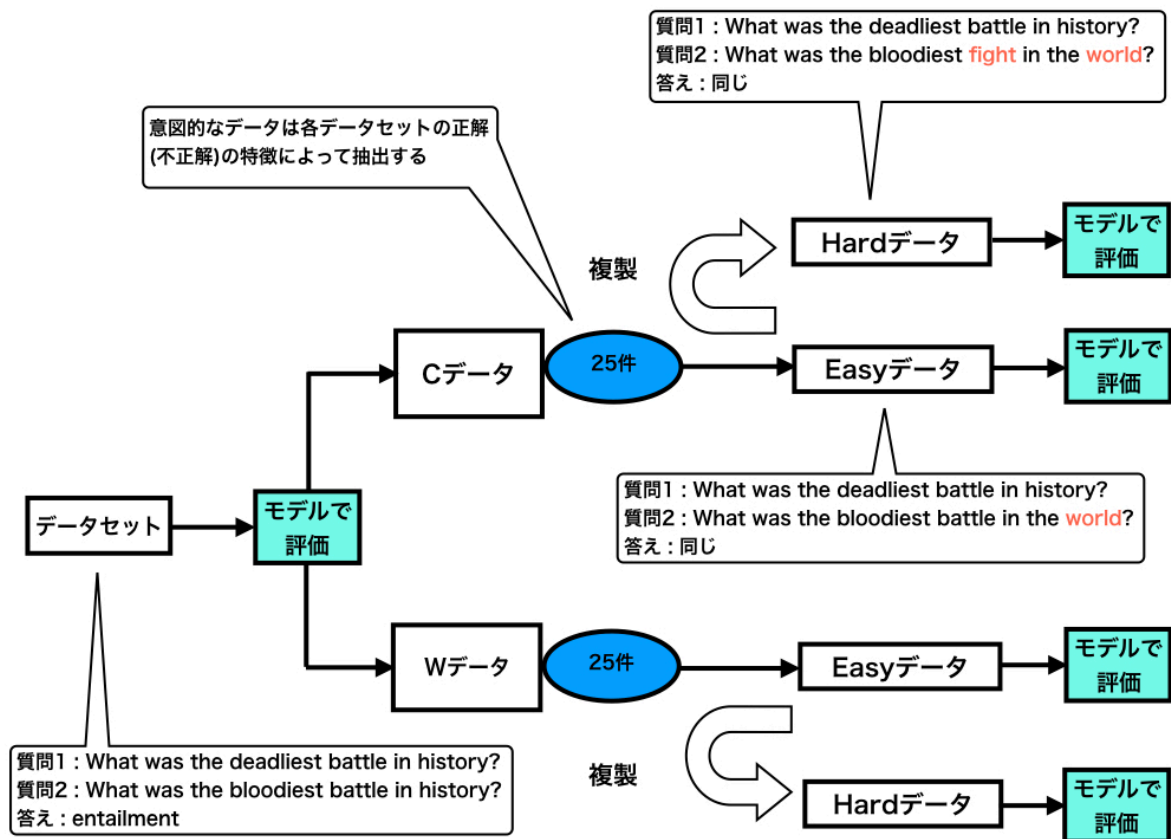 質問1 : What was the deadliest battle in history?
質問2 : What was the bloodiest fight in the world?
答え : 同じ
意図的なデータは各データセットの正解
(不正解)の特徴によって抽出する
複製
Hardデータ
モデルで
評価
Cデータ
25件
Easyデータ
モデルで
評価
質問1 : What was the deadliest battle in history?
質問2 : What was the bloodiest battle in the world?
答え : 同じ
データセット
モデルで
評価
Wデータ
25件
Easyデータ
モデルで
評価
質問1 : What was the deadliest battle in history?
質問2 : What was the bloodiest battle in history?
答え : entailment
複製
Hardデータ
モデルで
評価